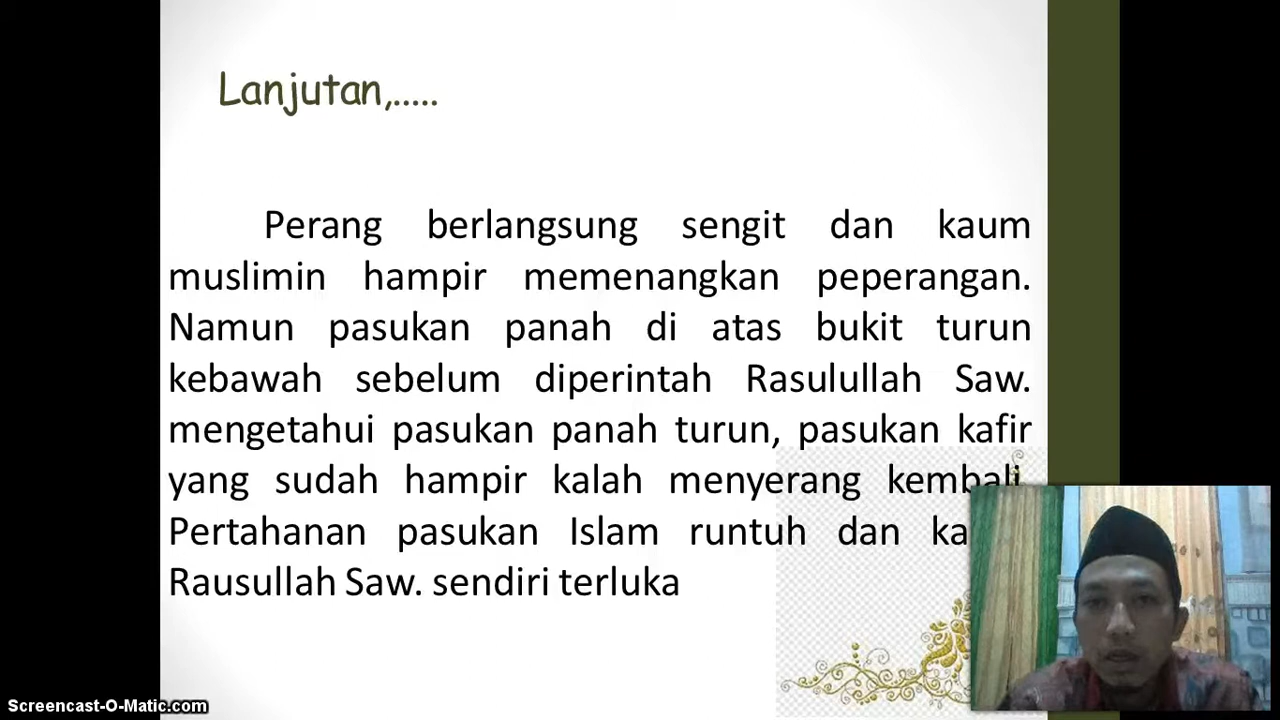 Lanjutan,.....
Perang berlangsung sengit dan kaum
muslimin hampir memenangkan peperangan.
Namun pasukan panah di atas bukit turun
kebawah sebelum diperintah Rasulullah Saw.
mengetahui pasukan panah turun, pasukan kafir
yang sudah hampir kalah menyerang kembali.
Pertahanan pasukan Islam runtuh dan
Rausullah Saw. sendiri terluka
Screencast-O-Matic.com